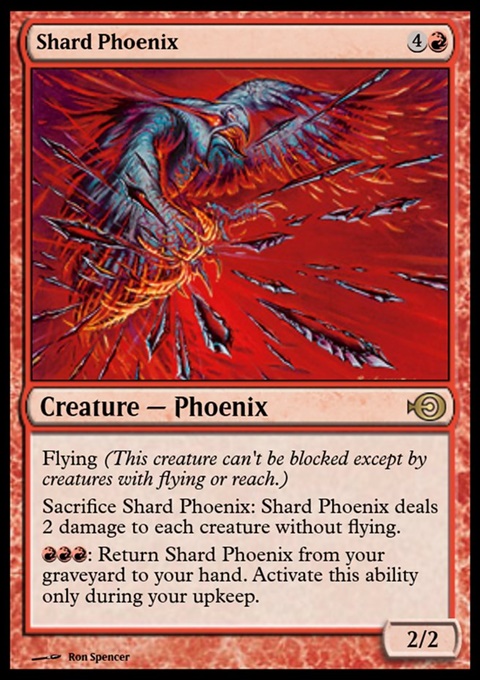 Shard Phoenix 4
Creature — Phoenix
Flying (This creature can't be blocked except by
creatures with flying or reach.)
Sacrifice Shard Phoenix: Shard Phoenix deals
2 damage to each creature without flying.
: Return Shard Phoenix from your
graveyard to your hand. Activate this ability
only during your upkeep.
2/2
Ron Spencer